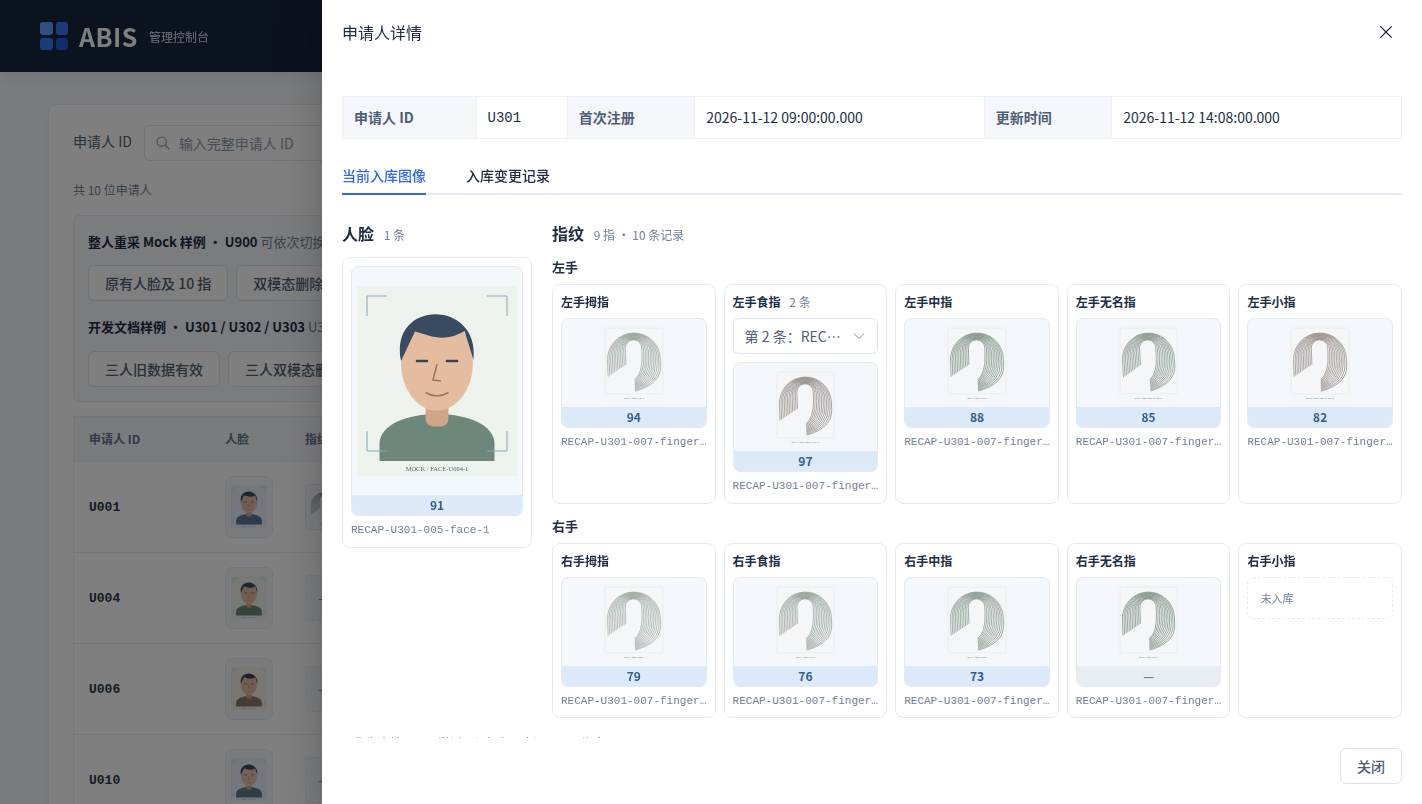 ABIS 管理控制台
申请人 ID 输入完整申请人 ID
共 10 位申请人
整人重采 Mock 样例 · U900 可依次切换
原有人脸及 10 指 双模态删除
开发文档样例 · U301 / U302 / U303
三人旧数据有效 三人双模态
申请人 ID 人脸
U001
U004
U006
U010
申请人详情
申请人 ID U301 首次注册 2026-11-12 09:00:00.000 更新时间 2026-11-12 14:08:00.000
当前入库图像 入库变更记录
人脸 1 条
MOCK / FACE-U004-1
91
RECAP-U301-005-face-1
指纹 9 指 · 10 条记录
左手
左手拇指 左手食指 2 条 左手中指 左手无名指 左手小指
第 2 条：REC…
94 97 88 85 82
RECAP-U301-007-finger… RECAP-U301-007-finger… RECAP-U301-007-finger… RECAP-U301-007-finger… RECAP-U301-007-finger…
右手
右手拇指 右手食指 右手中指 右手无名指 右手小指
未入库
79 76 73 —
RECAP-U301-007-finger… RECAP-U301-007-finger… RECAP-U301-007-finger… RECAP-U301-007-finger…
关闭